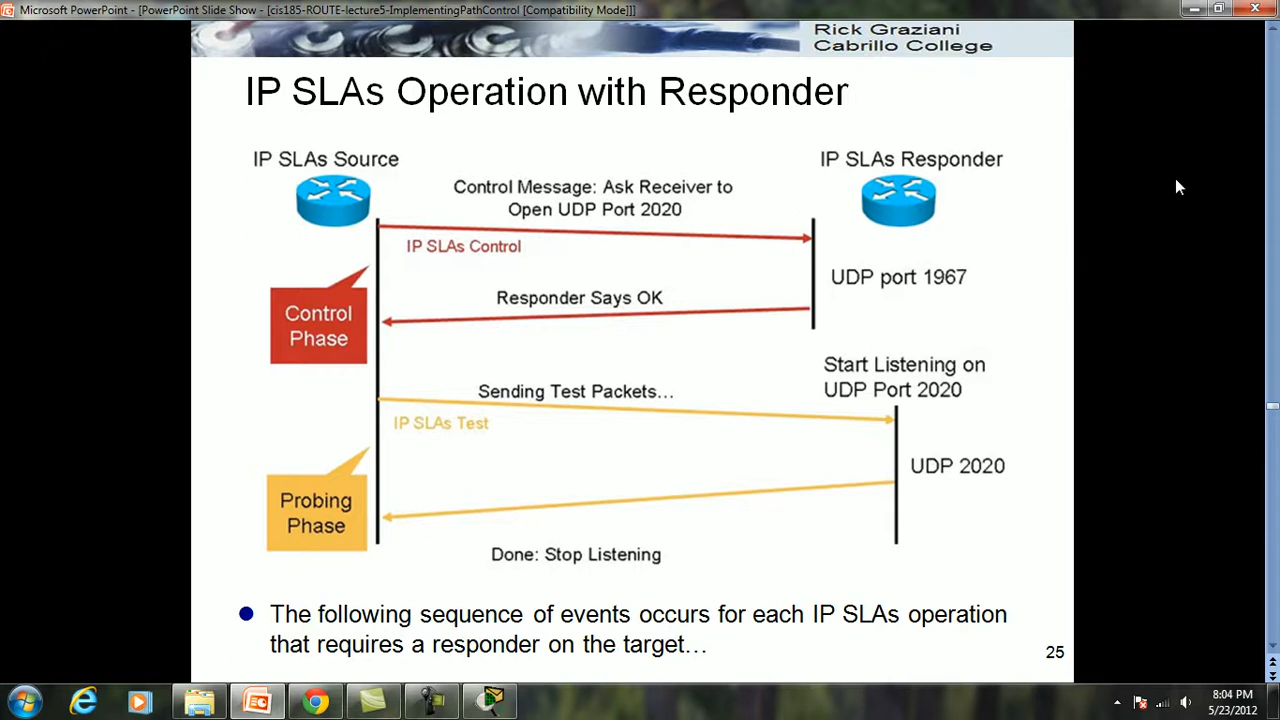 Microsoft PowerPoint - [PowerPoint Slide Show - [cis185-ROUTE-lecture5-ImplementingPathControl [Compatibility Mode]]]
Rick Graziani
Cabrillo College
IP SLAs Operation with Responder
IP SLAs Source
IP SLAs Responder
Control Message: Ask Receiver to
Open UDP Port 2020
IP SLAs Control
UDP port 1967
Responder Says OK
Control
Phase
Start Listening on
UDP Port 2020
Sending Test Packets...
IP SLAs Test
UDP 2020
Probing
Phase
Done: Stop Listening
The following sequence of events occurs for each IP SLAs operation
that requires a responder on the target…
25
8:04 PM
5/23/2012